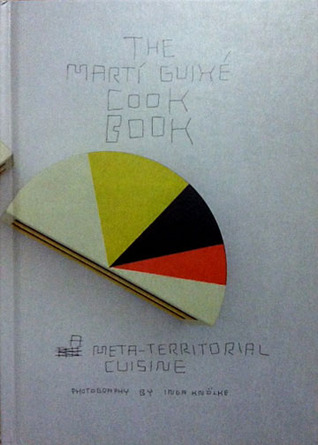 THE
MARTÍ GUIXÉ
COOK
BOOK
META-TERRITORIAL
CUISINE
PHOTOGRAPHY BY INGA KNÖLKE